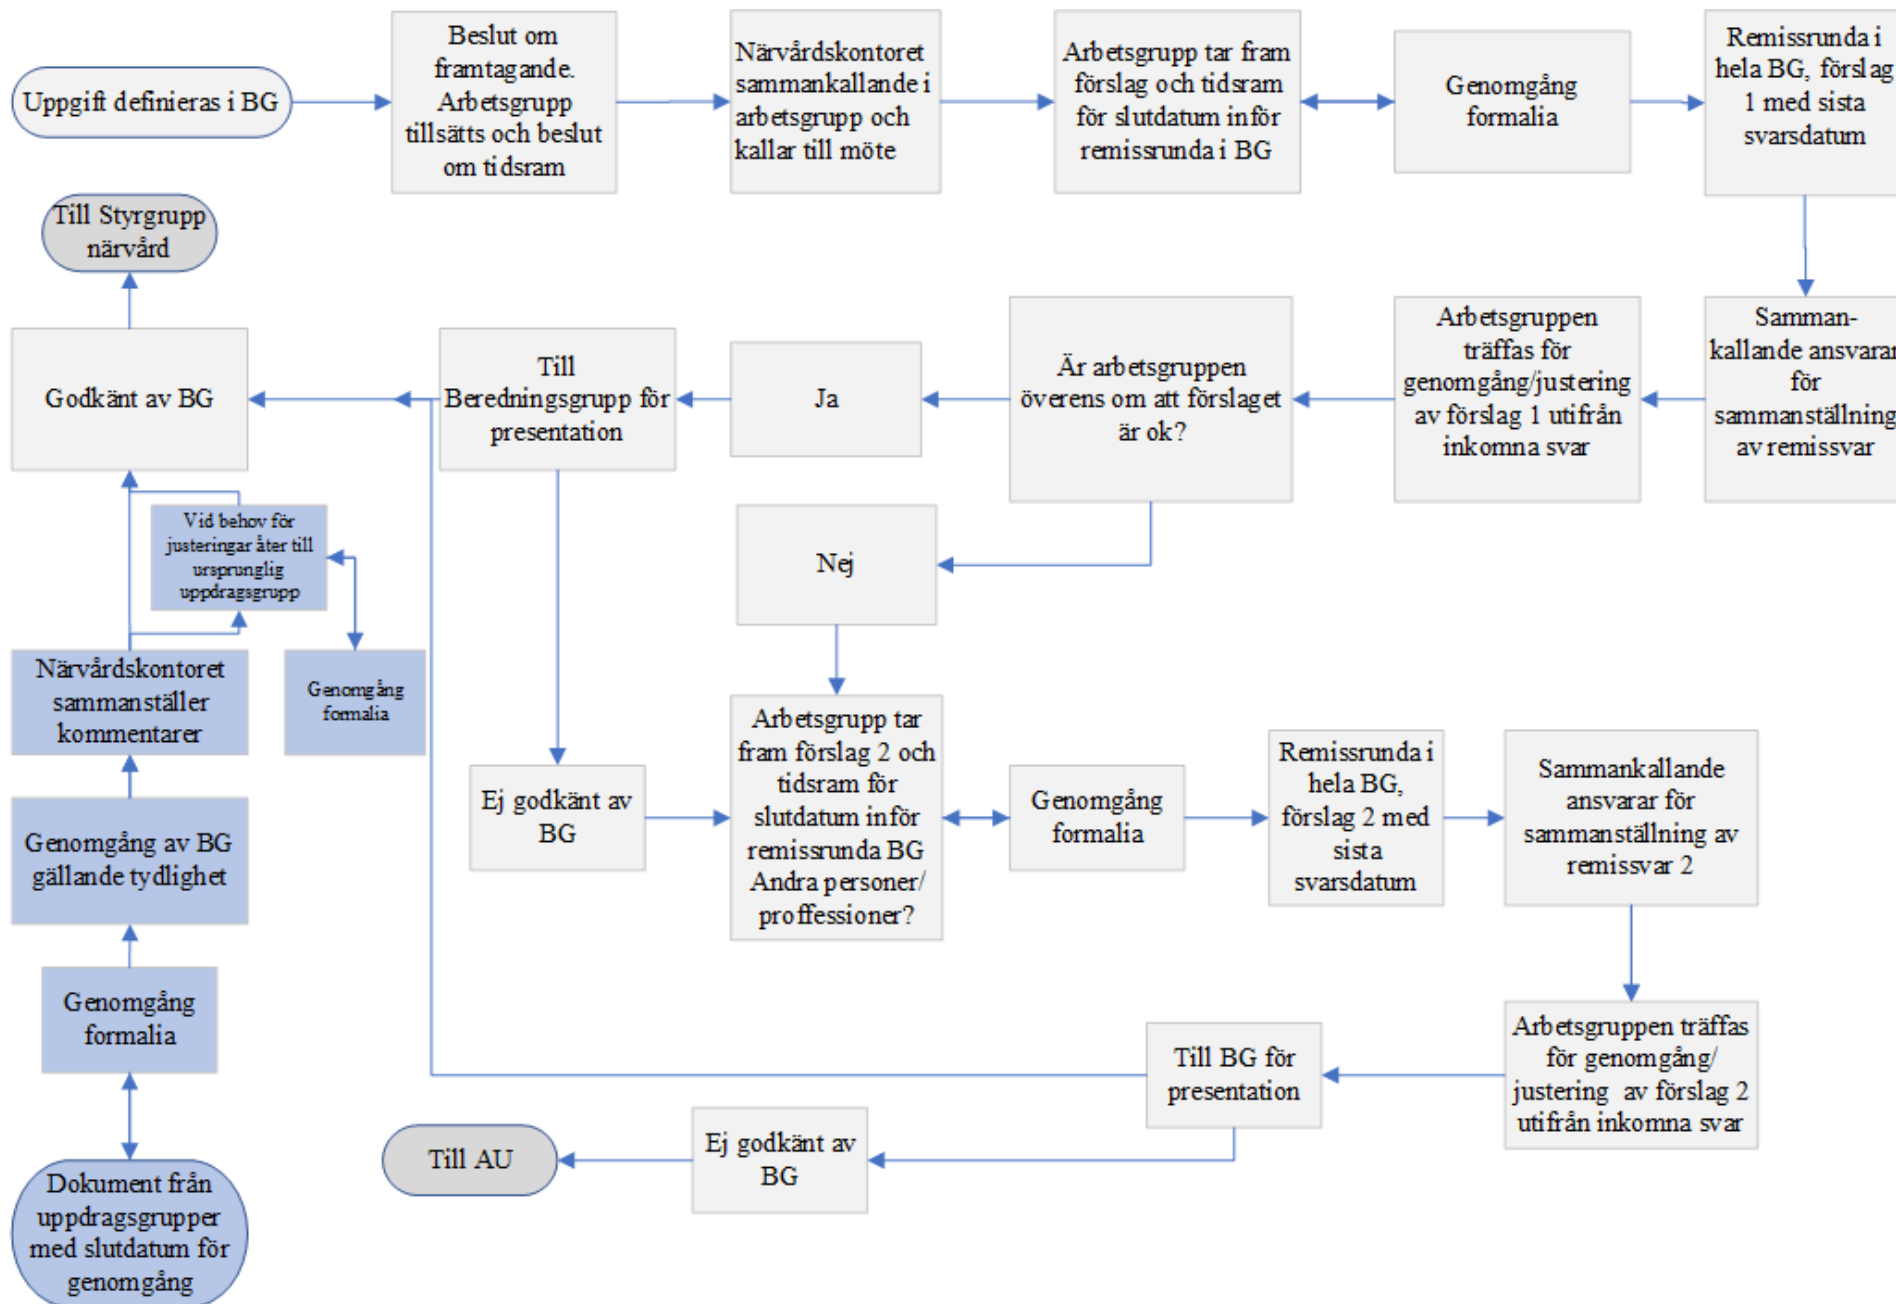 Uppgift definieras i BG
Beslut om
framtagande.
Arbetsgrupp
tillsätts och beslut
om tidsram
Närvårdskontoret
sammankallande i
arbetsgrupp och
kallar till möte
Arbetsgrupp tar fram
förslag och tidsram
för slutdatum inför
remissrunda i BG
Genomgång
formalia
Remissrunda i
hela BG, förslag
1 med sista
svarsdatum
Till Styrgrupp
närvård
Godkänt av BG
Till
Beredningsgrupp för
presentation
Ja
Är arbetsgruppen
överens om att förslaget
är ok?
Arbetsgruppen
träffas för
genomgång/justering
av förslag 1 utifrån
inkomna svar
Samman-
kallande ansvarar
för
sammanställning
av remissvar
Vid behov för
justeringar åter till
ursprunglig
uppdragsgrupp
Nej
Närvårdskontoret
sammanställer
kommentarer
Genomgång
formalia
Ej godkänt av
BG
Arbetsgrupp tar
fram förslag 2 och
tidsram för
slutdatum inför
remissrunda BG
Andra personer/
proffessioner?
Genomgång
formalia
Remissrunda i
hela BG,
förslag 2 med
sista
svarsdatum
Sammankallande
ansvarar för
sammanställning av
remissvar 2
Genomgång av BG
gällande tydlighet
Genomgång
formalia
Till BG för
presentation
Arbetsgruppen träffas
för genomgång/
justering av förslag 2
utifrån inkomna svar
Till AU
Ej godkänt av
BG
Dokument från
uppdragsgrupper
med slutdatum för
genomgång